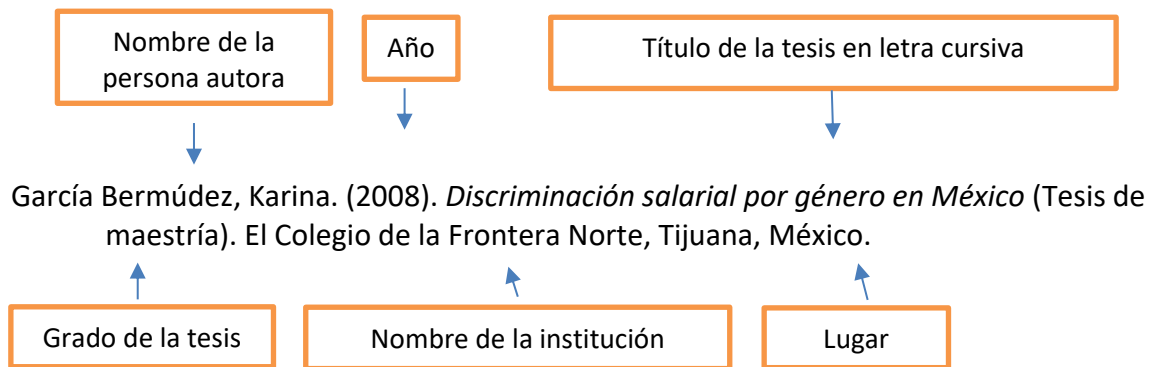 Nombre de la
persona autora
Año
Título de la tesis en letra cursiva
García Bermúdez, Karina. (2008). Discriminación salarial por género en México (Tesis de
maestría). El Colegio de la Frontera Norte, Tijuana, México.
Grado de la tesis
Nombre de la institución
Lugar